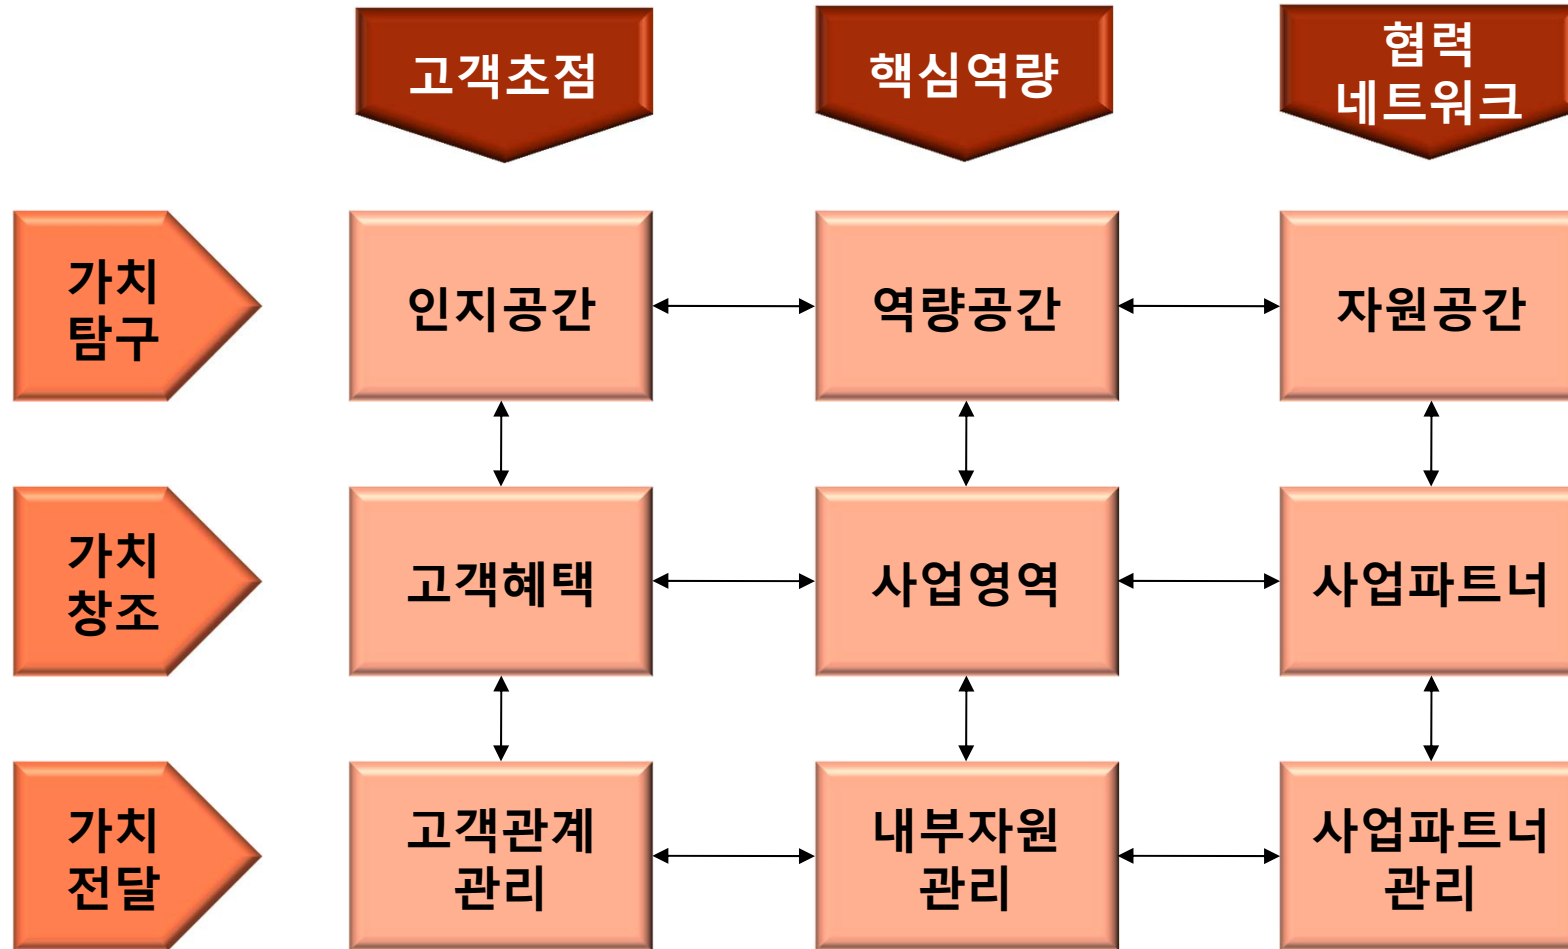 고객초점
핵심역량
협력
네트워크
가치
탐구
인지공간
역량공간
자원공간
가치
창조
고객혜택
사업영역
사업파트너
가치
전달
고객관계
관리
내부자원
관리
사업파트너
관리